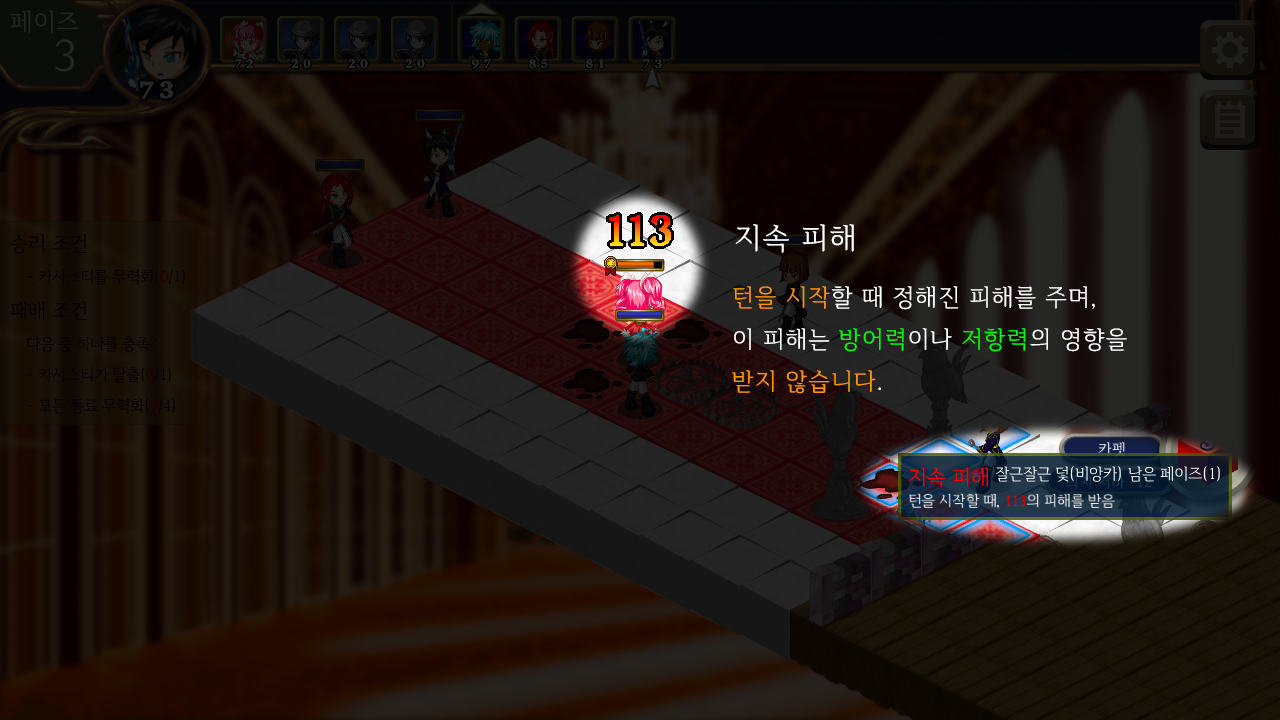 페이즈
3
73
72
20
20
20
97
85
81
73
113
지속 피해
턴을 시작할 때 정해진 피해를 주며,
이 피해는 방어력이나 저항력의 영향을
받지 않습니다.
승리 조건
- 카샤스티를 무력화(0/1)
패배 조건
다음 중 하나를 충족
- 카샤스티가 탈출( /1)
- 모든 동료 무력화( /4)
카펫
지속 피해 잘근잘근 덫(비앙카) 남은 페이즈(1)
턴을 시작할 때, 113의 피해를 받음